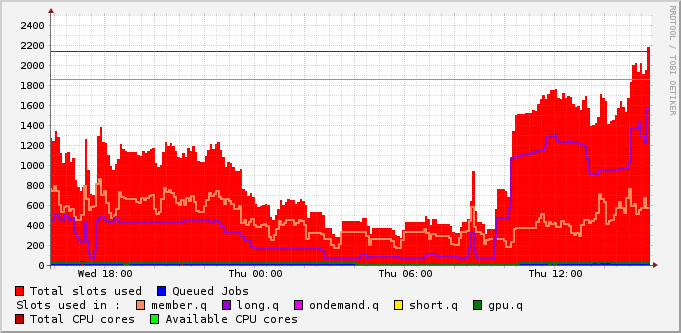 RRDTOOL / TOBI OETIKER
2400
2200
2000
1800
1600
1400
1200
1000
800
600
400
200
0
Wed 18:00 Thu 00:00 Thu 06:00 Thu 12:00
Total slots used Queued Jobs
Slots used in : member.q long.q ondemand.q short.q gpu.q
Total CPU cores Available CPU cores